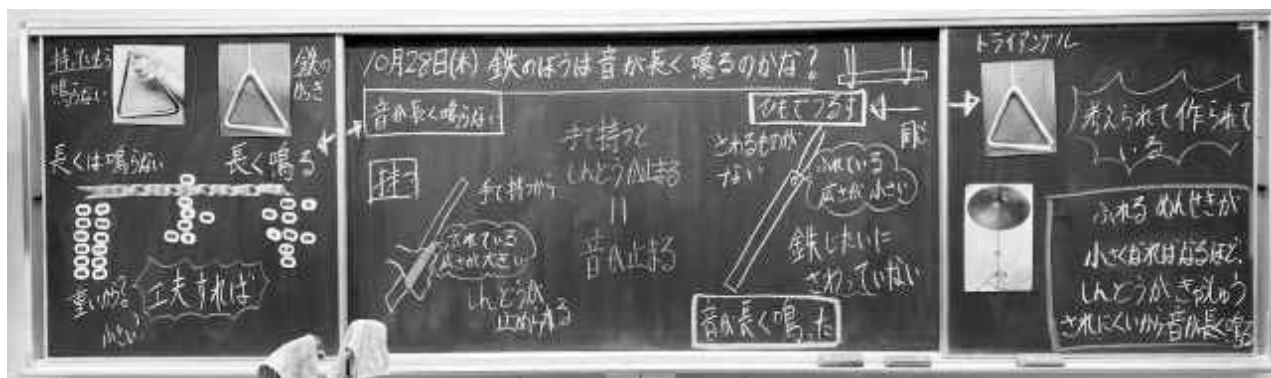 持っていたら
鳴らない
鉄の
長くは鳴らない
長く鳴る
重いから
工夫すれば
10月28日(木) 鉄のぼうは音が長く鳴るのかな?
音が長く鳴らない
持つ
手で持つから
ふれている
広さが大きい
しんどうが
止められる
手で持つと
しんどうが止まる
=
音が止まる
ひもでつるす
さわるものが
ない
ふれている
広さが小さい
鉄じたいに
さわっていない
音が長く鳴った
同じ
トライアングル
考えられて作られて
いる
ふれるめんせきが
小さくなればなるほど、
しんどうがきゅうしゅう
されにくいから音が長く鳴る